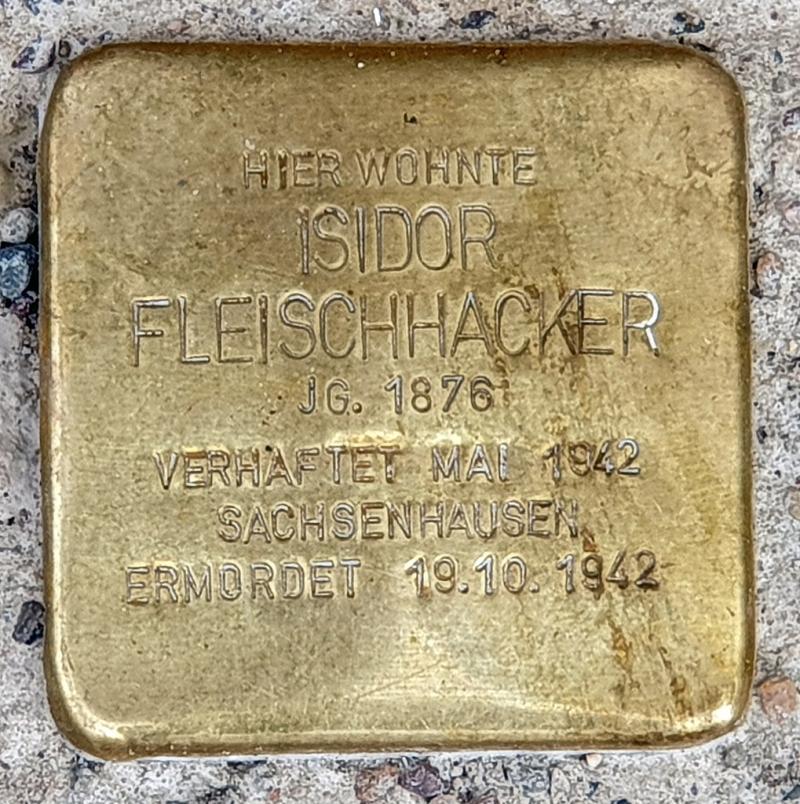 HIER WOHNTE
ISIDOR
FLEISCHHACKER
JG. 1876
VERHAFTET MAI 1942
SACHSENHAUSEN
ERMORDET 19.10.1942